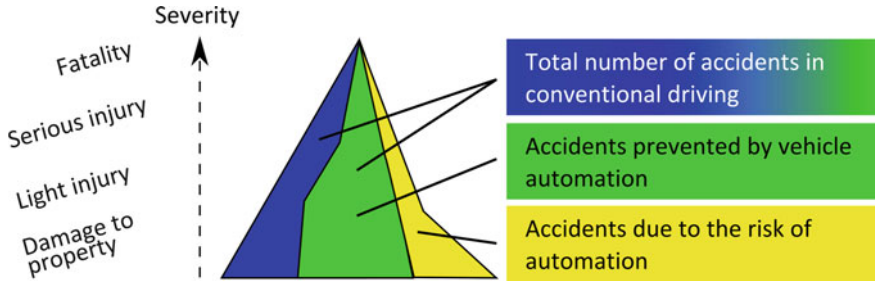 Severity
Fatality
Serious injury
Light injury
Damage to
property
Total number of accidents in
conventional driving
Accidents prevented by vehicle
automation
Accidents due to the risk of
automation